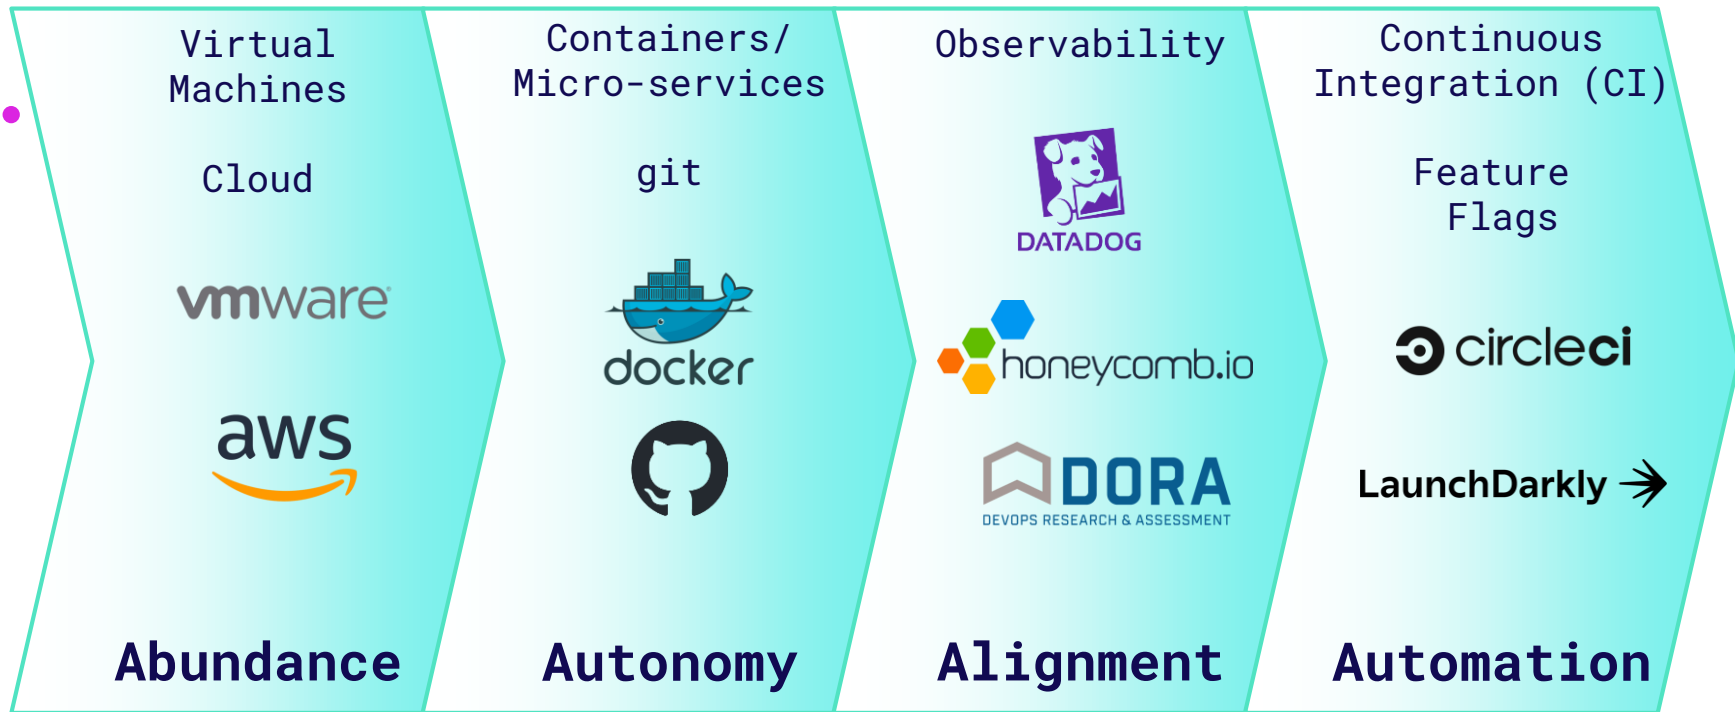 Virtual
Machines
Cloud
vmware®
aws
Abundance
Containers/
Micro-services
git
docker
Autonomy
Observability
DATADOG
honeycomb.io
DORA
DEVOPS RESEARCH & ASSESSMENT
Alignment
Continuous
Integration (CI)
Feature
Flags
circleci
LaunchDarkly
Automation